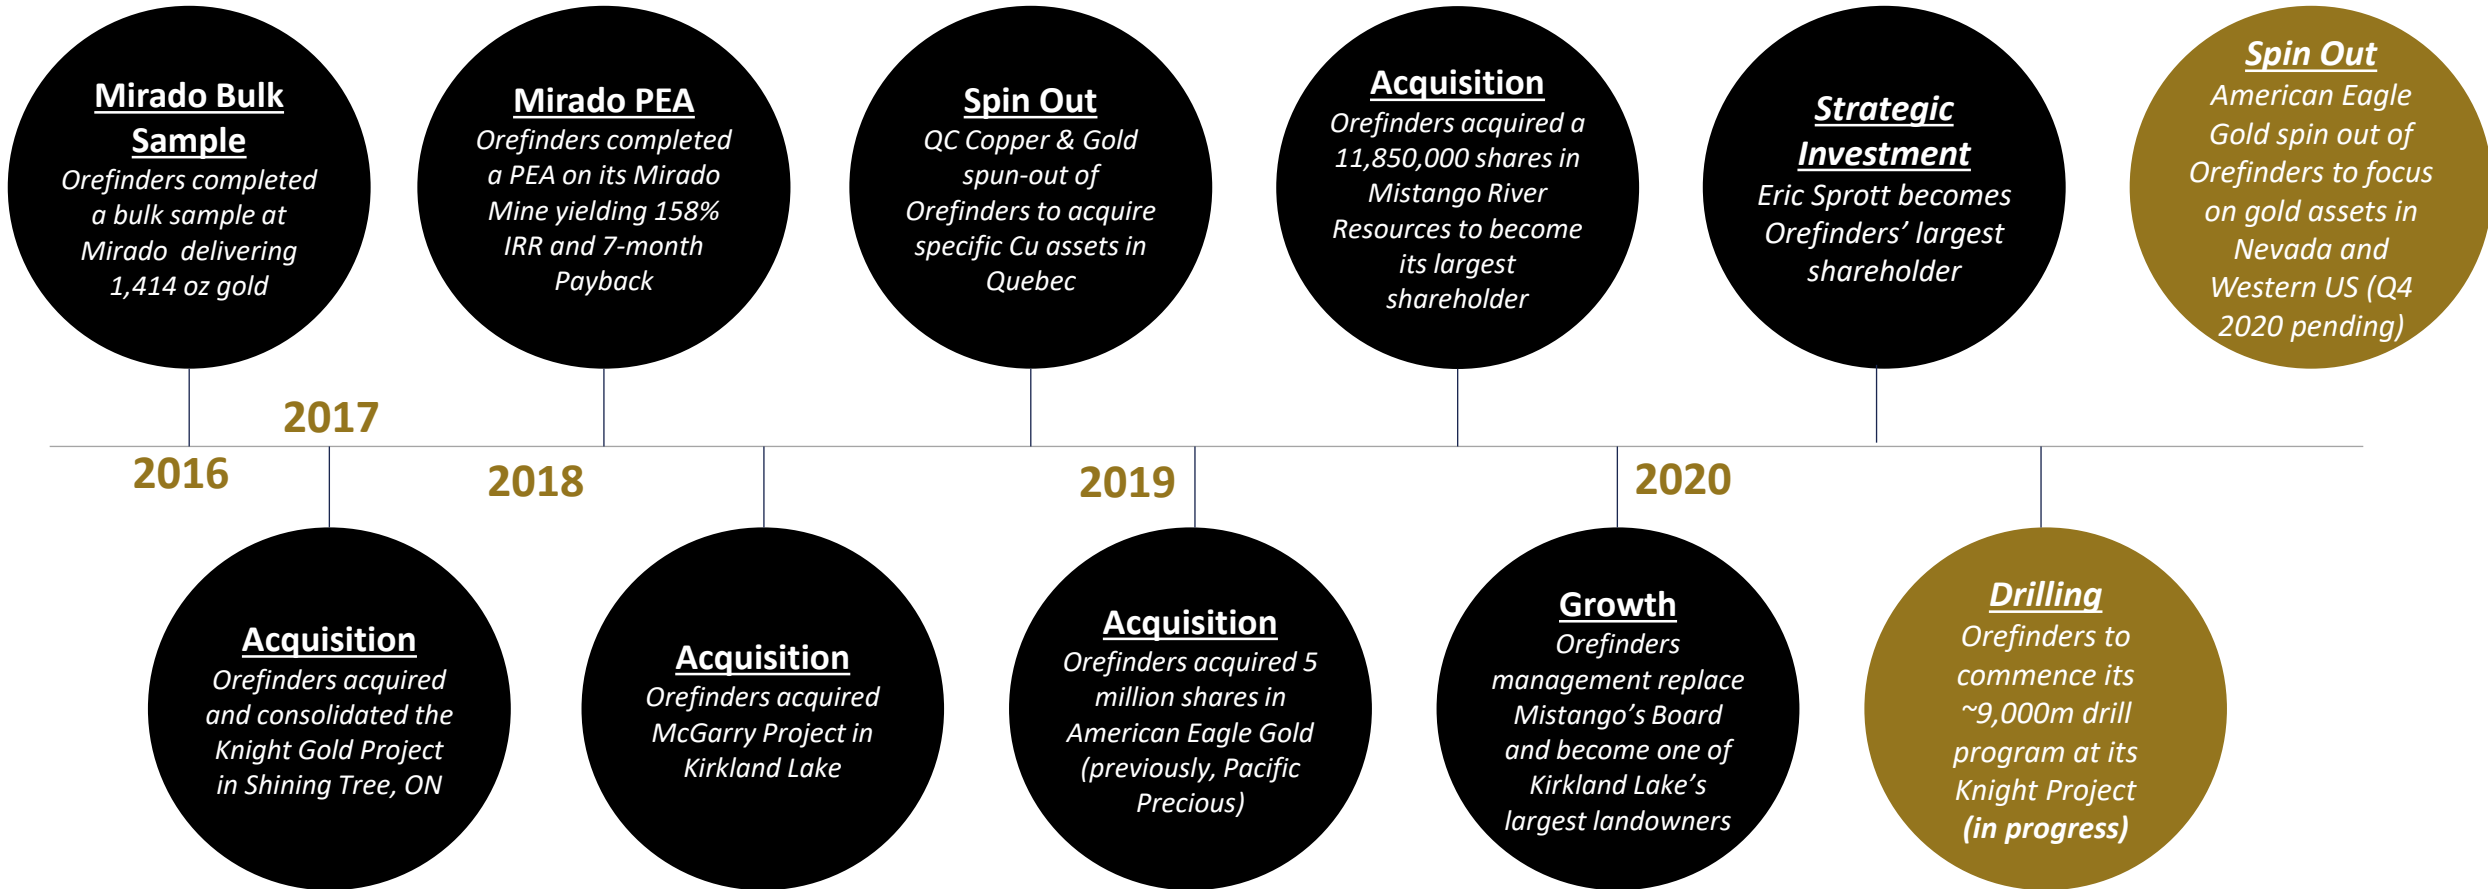 Mirado Bulk
Sample
Orefinders completed
a bulk sample at
Mirado delivering
1,414 oz gold
Mirado PEA
Orefinders completed
a PEA on its Mirado
Mine yielding 158%
IRR and 7-month
Payback
Spin Out
QC Copper & Gold
spun-out of
Orefinders to acquire
specific Cu assets in
Quebec
Acquisition
Orefinders acquired a
11,850,000 shares in
Mistango River
Resources to become
its largest
shareholder
Strategic
Investment
Eric Sprott becomes
Orefinders’ largest
shareholder
Spin Out
American Eagle
Gold spin out of
Orefinders to focus
on gold assets in
Nevada and
Western US (Q4
2020 pending)
2017
2016
2018
2019
2020
Acquisition
Orefinders acquired
and consolidated the
Knight Gold Project
in Shining Tree, ON
Acquisition
Orefinders acquired
McGarry Project in
Kirkland Lake
Acquisition
Orefinders acquired 5
million shares in
American Eagle Gold
(previously, Pacific
Precious)
Growth
Orefinders
management replace
Mistango’s Board
and become one of
Kirkland Lake’s
largest landowners
Drilling
Orefinders to
commence its
~9,000m drill
program at its
Knight Project
(in progress)